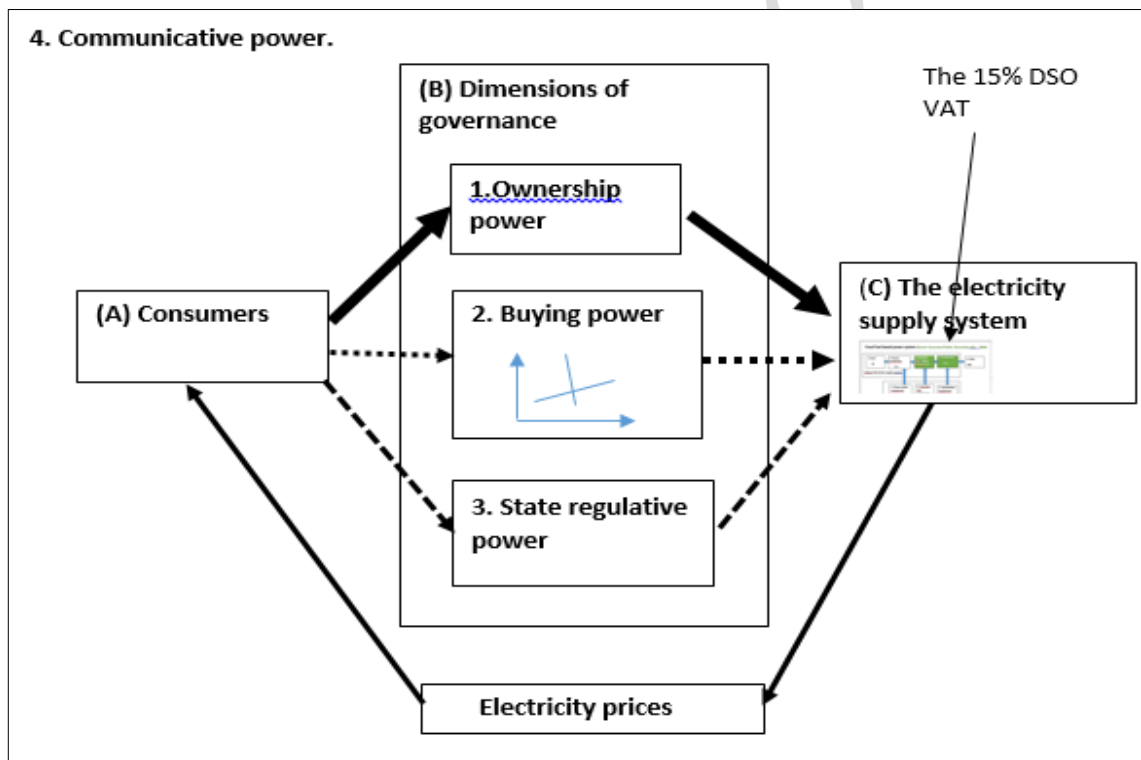 4. Communicative power.
The 15% DSO
VAT
(B) Dimensions of
governance
1.Ownership
power
(A) Consumers
2. Buying power
(C) The electricity
supply system
3. State regulative
power
Electricity prices